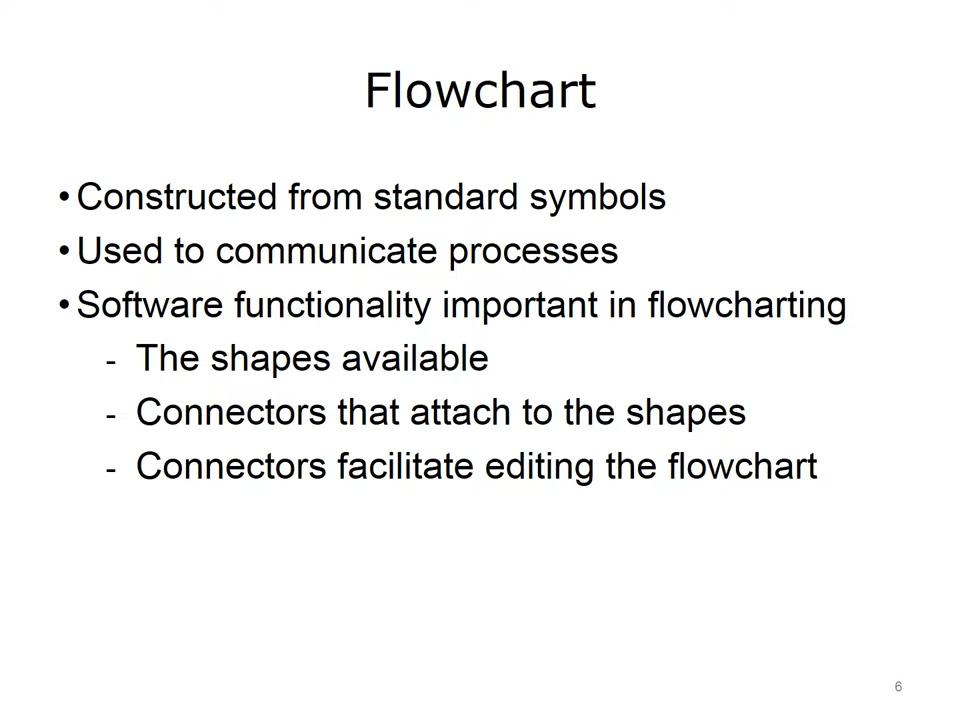 Flowchart
•Constructed from standard symbols
•Used to communicate processes
•Software functionality important in flowcharting
- The shapes available
- Connectors that attach to the shapes
- Connectors facilitate editing the flowchart
6